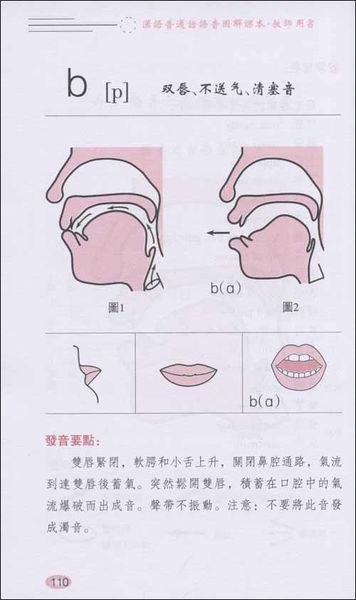 漢語普通話語音圖解課本·教師用書
b [p] 双唇、不送气、清塞音
b(ɑ)
圖1
圖2
b(ɑ)
發音要點：
雙唇緊閉，軟腭和小舌上升，關閉鼻腔通路，氣流
到達雙唇後蓄氣。突然鬆開雙唇，積蓄在口腔中的氣
流爆破而出成音。聲帶不振動。注意：不要將此音發
成濁音。
110